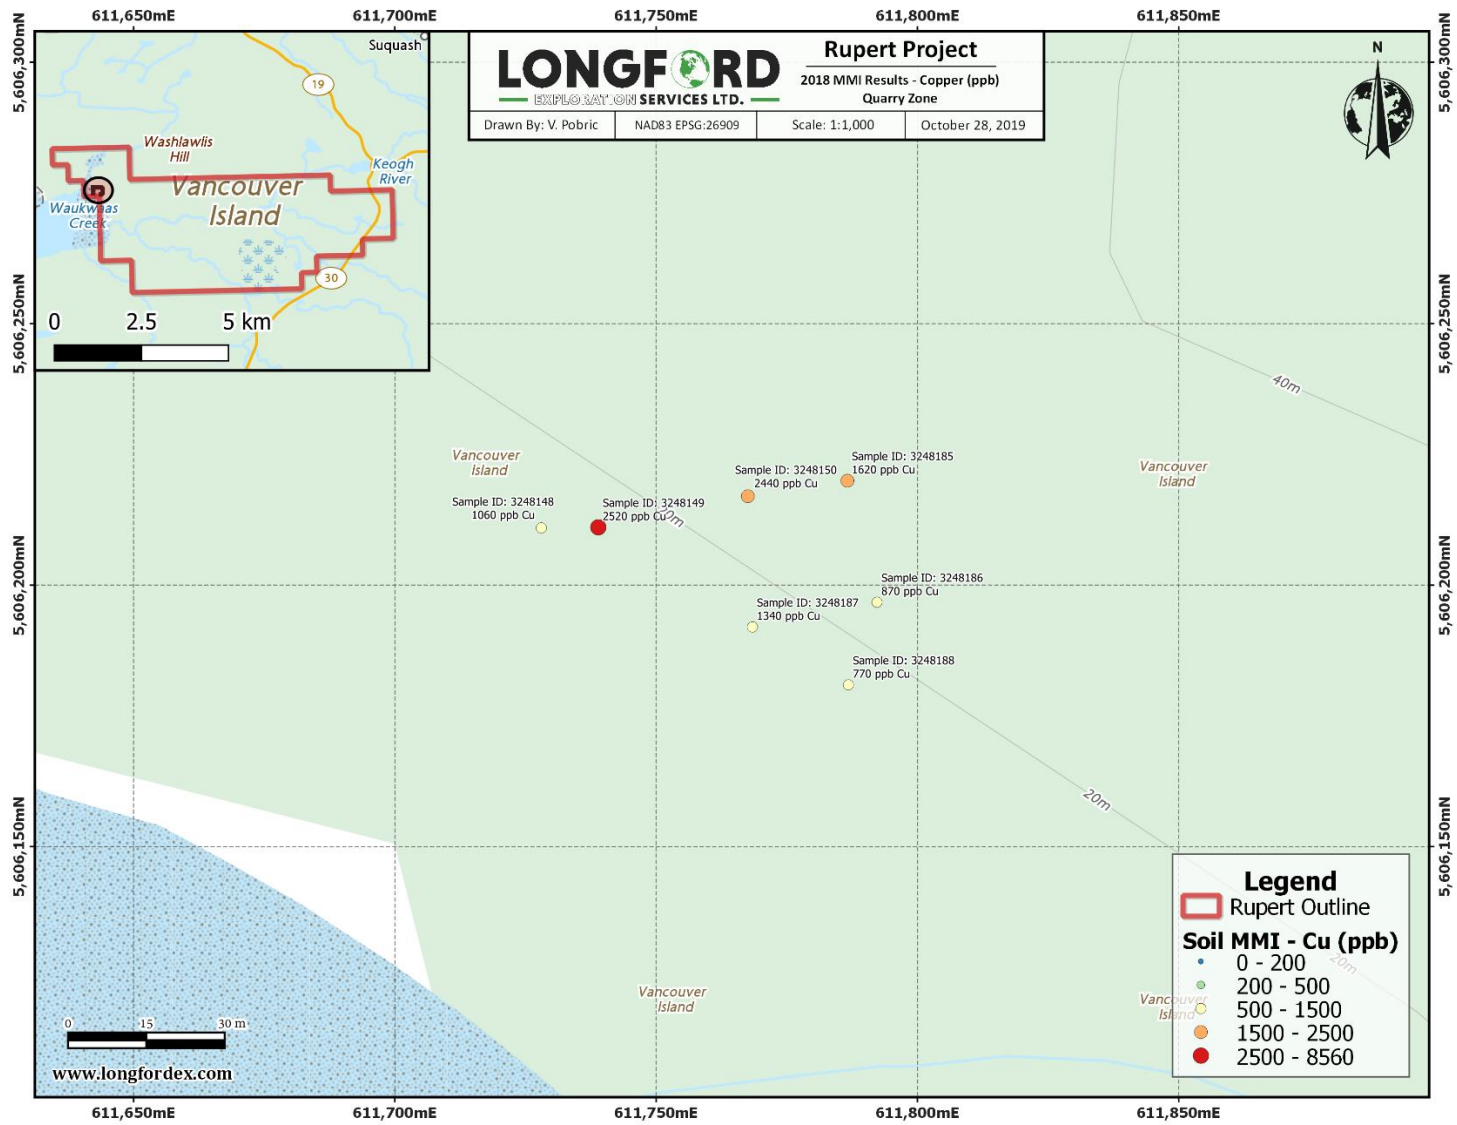 611,650mE
611,700mE
611,750mE
611,800mE
611,850mE
5,606,300mN
5,606,300mN
Suquash
19
Washlawlis
Hill
Keogh
River
Vancouver
Island
Waukwaas
Creek
30
0 2.5 5 km
LONGFORD
EXPLORATION SERVICES LTD.
Rupert Project
2018 MMI Results - Copper (ppb)
Quarry Zone
Drawn By: V. Pobric
NAD83 EPSG:26909
Scale: 1:1,000
October 28, 2019
N
5,606,250mN
5,606,250mN
40m
Vancouver
Island
Sample ID: 3248148
1060 ppb Cu
Sample ID: 3248149
2520 ppb Cu
Sample ID: 3248150
2440 ppb Cu
Sample ID: 3248185
1620 ppb Cu
Vancouver
Island
5,606,200mN
5,606,200mN
Sample ID: 3248186
870 ppb Cu
Sample ID: 3248187
1340 ppb Cu
Sample ID: 3248188
770 ppb Cu
20m
5,606,150mN
5,606,150mN
Vancouver
Island
Vancouver
Island
Legend
Rupert Outline
Soil MMI - Cu (ppb)
0 - 200
200 - 500
500 - 1500
1500 - 2500
2500 - 8560
20m
0 15 30 m
www.longfordex.com
611,650mE
611,700mE
611,750mE
611,800mE
611,850mE